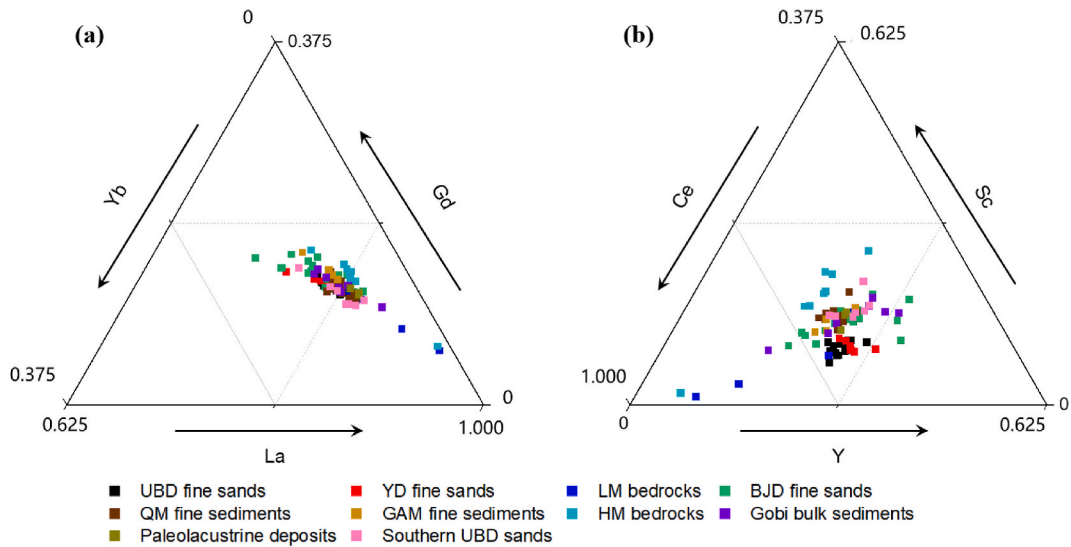 (a)
0
0.375
Yb
Gd
0.375
0
0.625
1.000
La
(b)
0.375
0.625
Ce
Sc
1.000
0
0
0.625
Y
UBD fine sands
YD fine sands
LM bedrocks
BJD fine sands
QM fine sediments
GAM fine sediments
HM bedrocks
Gobi bulk sediments
Paleolacustrine deposits
Southern UBD sands